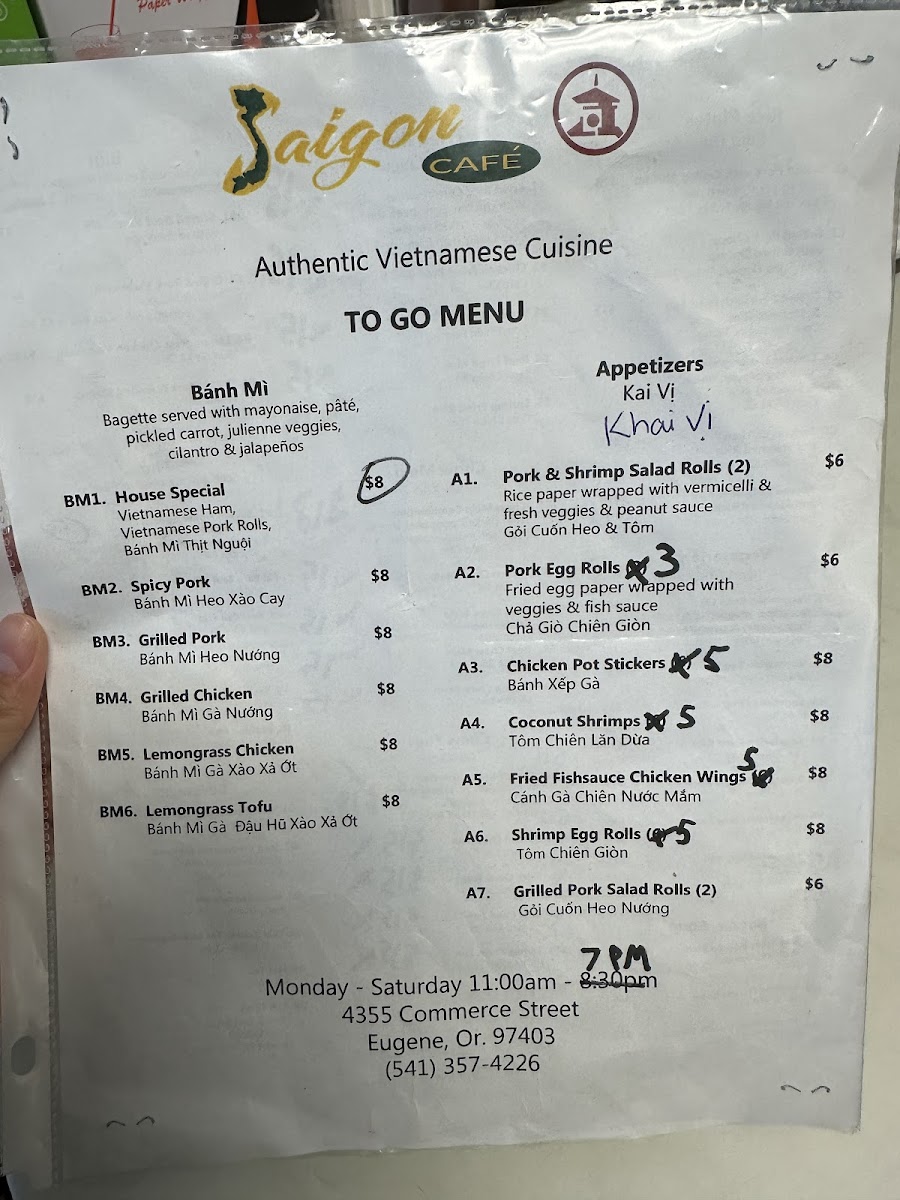 Paper
Saigon
CAFÉ
Authentic Vietnamese Cuisine
TO GO MENU
Bánh Mì
Bagette served with mayonaise, pâté,
pickled carrot, julienne veggies,
cilantro & jalapeños
BM1. House Special $8
Vietnamese Ham,
Vietnamese Pork Rolls,
Bánh Mì Thịt Nguội
BM2. Spicy Pork $8
Bánh Mì Heo Xào Cay
BM3. Grilled Pork $8
Bánh Mì Heo Nướng
BM4. Grilled Chicken $8
Bánh Mì Gà Nướng
BM5. Lemongrass Chicken $8
Bánh Mì Gà Xào Xả Ớt
BM6. Lemongrass Tofu $8
Bánh Mì Gà Đậu Hũ Xào Xả Ớt
Appetizers
Kai Vị
Khai Vị
A1. Pork & Shrimp Salad Rolls (2) $6
Rice paper wrapped with vermicelli &
fresh veggies & peanut sauce
Gỏi Cuốn Heo & Tôm
A2. Pork Egg Rolls 3 $6
Fried egg paper wrapped with
veggies & fish sauce
Chả Giò Chiên Giòn
A3. Chicken Pot Stickers 5 $8
Bánh Xếp Gà
A4. Coconut Shrimps 5 $8
Tôm Chiên Lăn Dừa
A5. Fried Fishsauce Chicken Wings 5 $8
Cánh Gà Chiên Nước Mắm
A6. Shrimp Egg Rolls 5 $8
Tôm Chiên Giòn
A7. Grilled Pork Salad Rolls (2) $6
Gỏi Cuốn Heo Nướng
7 PM
Monday - Saturday 11:00am - 8:30pm
4355 Commerce Street
Eugene, Or. 97403
(541) 357-4226